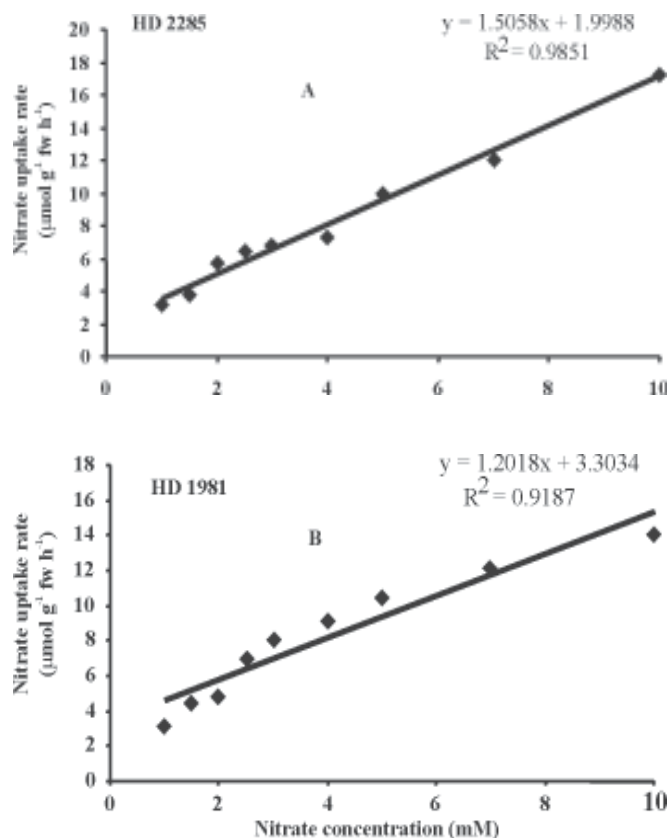 HD 2285
y = 1.5058x + 1.9988
R² = 0.9851
A
Nitrate uptake rate
(µmol g⁻¹ fw h⁻¹)
20
18
16
14
12
10
8
6
4
2
0
0 2 4 6 8 10
HD 1981
y = 1.2018x + 3.3034
R² = 0.9187
B
Nitrate uptake rate
(µmol g⁻¹ fw h⁻¹)
18
16
14
12
10
8
6
4
2
0
0 2 4 6 8 10
Nitrate concentration (mM)